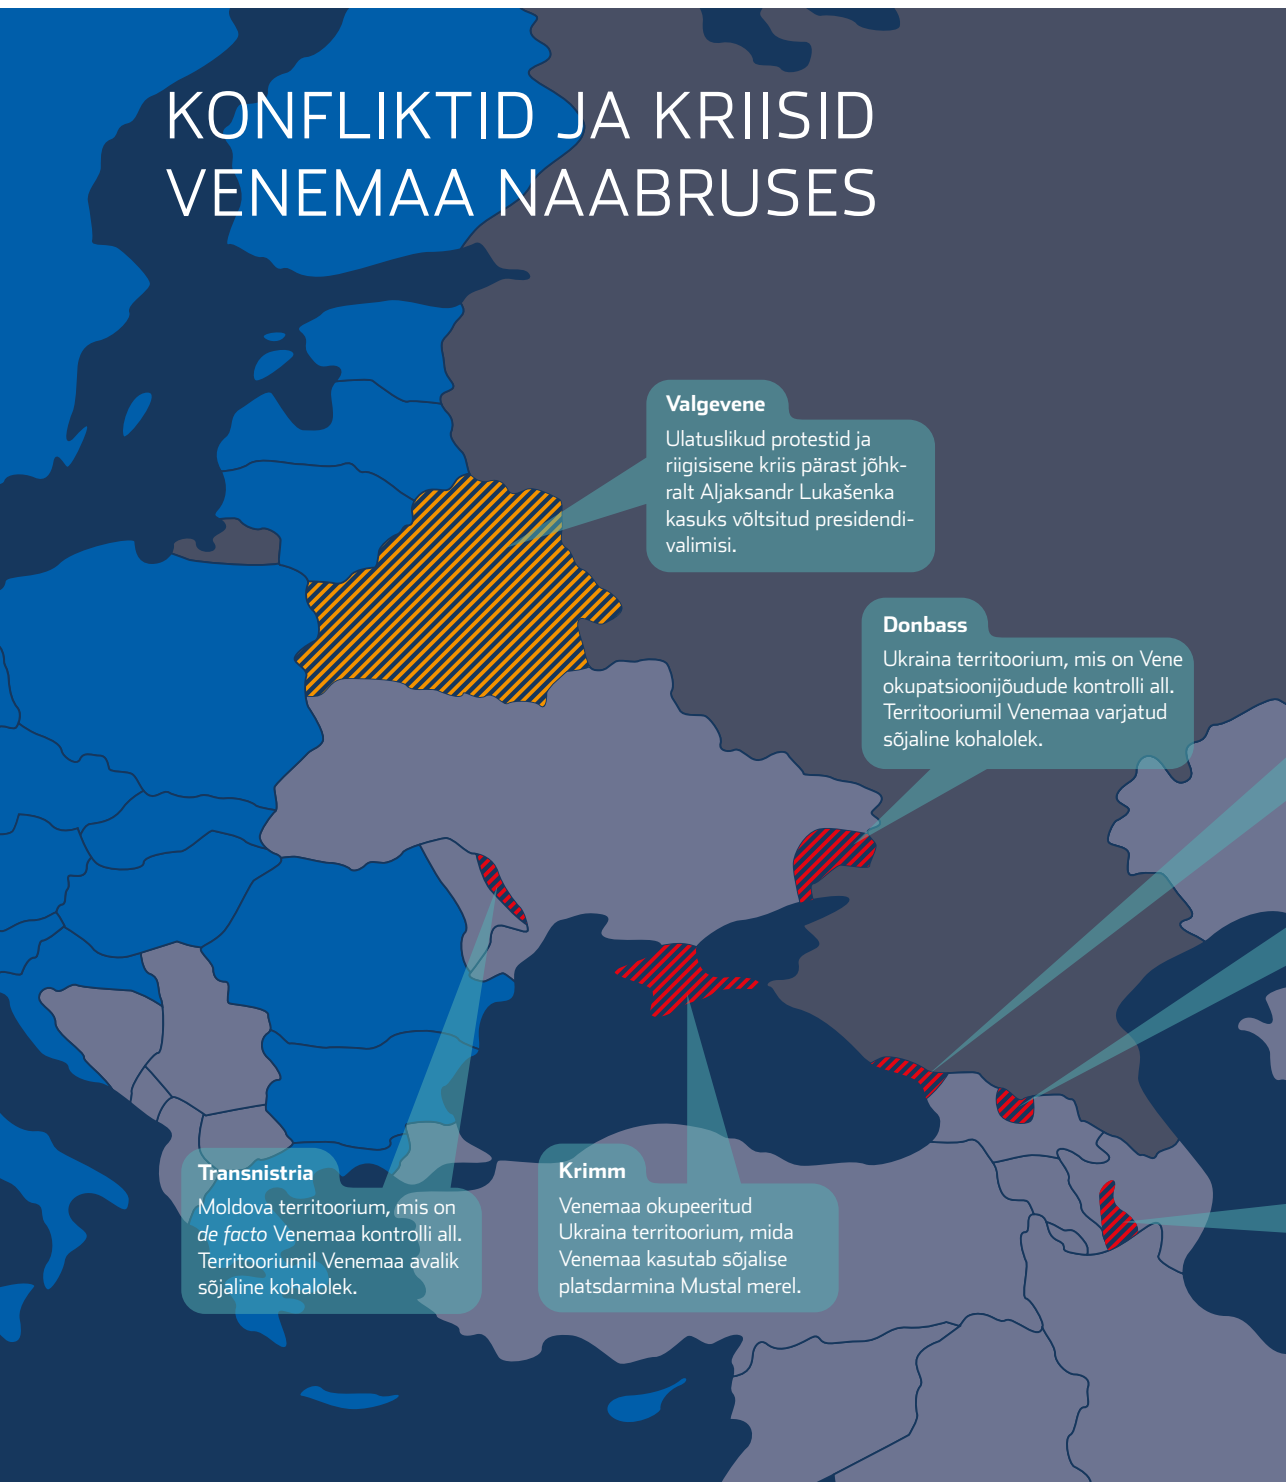 KONFLIKTID JA KRIISID
VENEMAA NAABRUSES
Valgevene
Ulatuslikud protestid ja
riigisisene kriis pärast jõhk-
ralt Aljaksandr Lukašenka
kasuks võltsitud presidendi-
valimisi.
Donbass
Ukraina territoorium, mis on Vene
okupatsioonijõudude kontrolli all.
Territooriumil Venemaa varjatud
sõjaline kohalolek.
Transnistria
Moldova territoorium, mis on
de facto Venemaa kontrolli all.
Territooriumil Venemaa avalik
sõjaline kohalolek.
Krimm
Venemaa okupeeritud
Ukraina territoorium, mida
Venemaa kasutab sõjalise
platsdarmina Mustal merel.